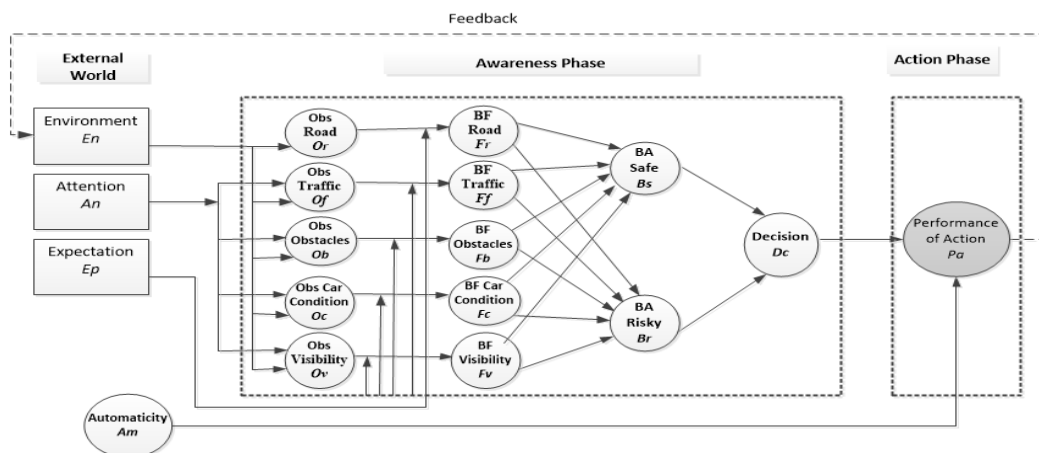 Feedback
External
World
Awareness Phase
Action Phase
Environment
En
Attention
An
Expectation
Ep
Obs
Road
Or
Obs
Traffic
Of
Obs
Obstacles
Ob
Obs Car
Condition
Oc
Obs
Visibility
Ov
BF
Road
Fr
BF
Traffic
Ff
BF
Obstacles
Fb
BF Car
Condition
Fc
BF
Visibility
Fv
BA
Safe
Bs
BA
Risky
Br
Decision
Dc
Performance
of Action
Pa
Automaticity
Am